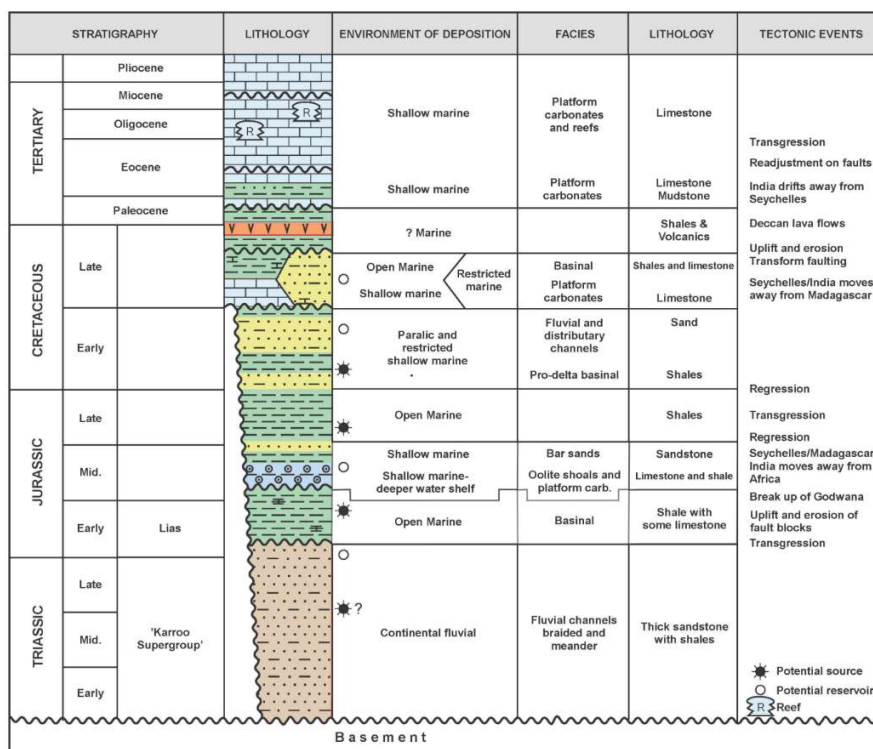 STRATIGRAPHY LITHOLOGY ENVIRONMENT OF DEPOSITION FACIES LITHOLOGY TECTONIC EVENTS
TERTIARY
Pliocene
Miocene
Oligocene
Eocene
Paleocene
R
R
Shallow marine
Platform
carbonates
and reefs
Limestone
Shallow marine
Platform
carbonates
Limestone
Mudstone
? Marine
Shales &
Volcanics
Transgression
Readjustment on faults
India drifts away from
Seychelles
Deccan lava flows
Uplift and erosion
Transform faulting
Seychelles/India moves
away from Madagascar
CRETACEOUS
Late
Early
Open Marine
Shallow marine
Restricted
marine
Basinal
Platform
carbonates
Shales and limestone
Limestone
Paralic and
restricted
shallow marine
Fluvial and
distributary
channels
Pro-delta basinal
Sand
Shales
Regression
JURASSIC
Late
Mid.
Early
Lias
Open Marine
Shales
Transgression
Regression
Shallow marine
Bar sands
Sandstone
Shallow marine-
deeper water shelf
Oolite shoals and
platform carb.
Limestone and shale
Seychelles/Madagascar
India moves away from
Africa
Break up of Godwana
Open Marine
Basinal
Shale with
some limestone
Uplift and erosion of
fault blocks
Transgression
TRIASSIC
Late
Mid.
Early
'Karroo
Supergroup'
?
Continental fluvial
Fluvial channels
braided and
meander
Thick sandstone
with shales
Potential source
Potential reservoir
R Reef
Basement